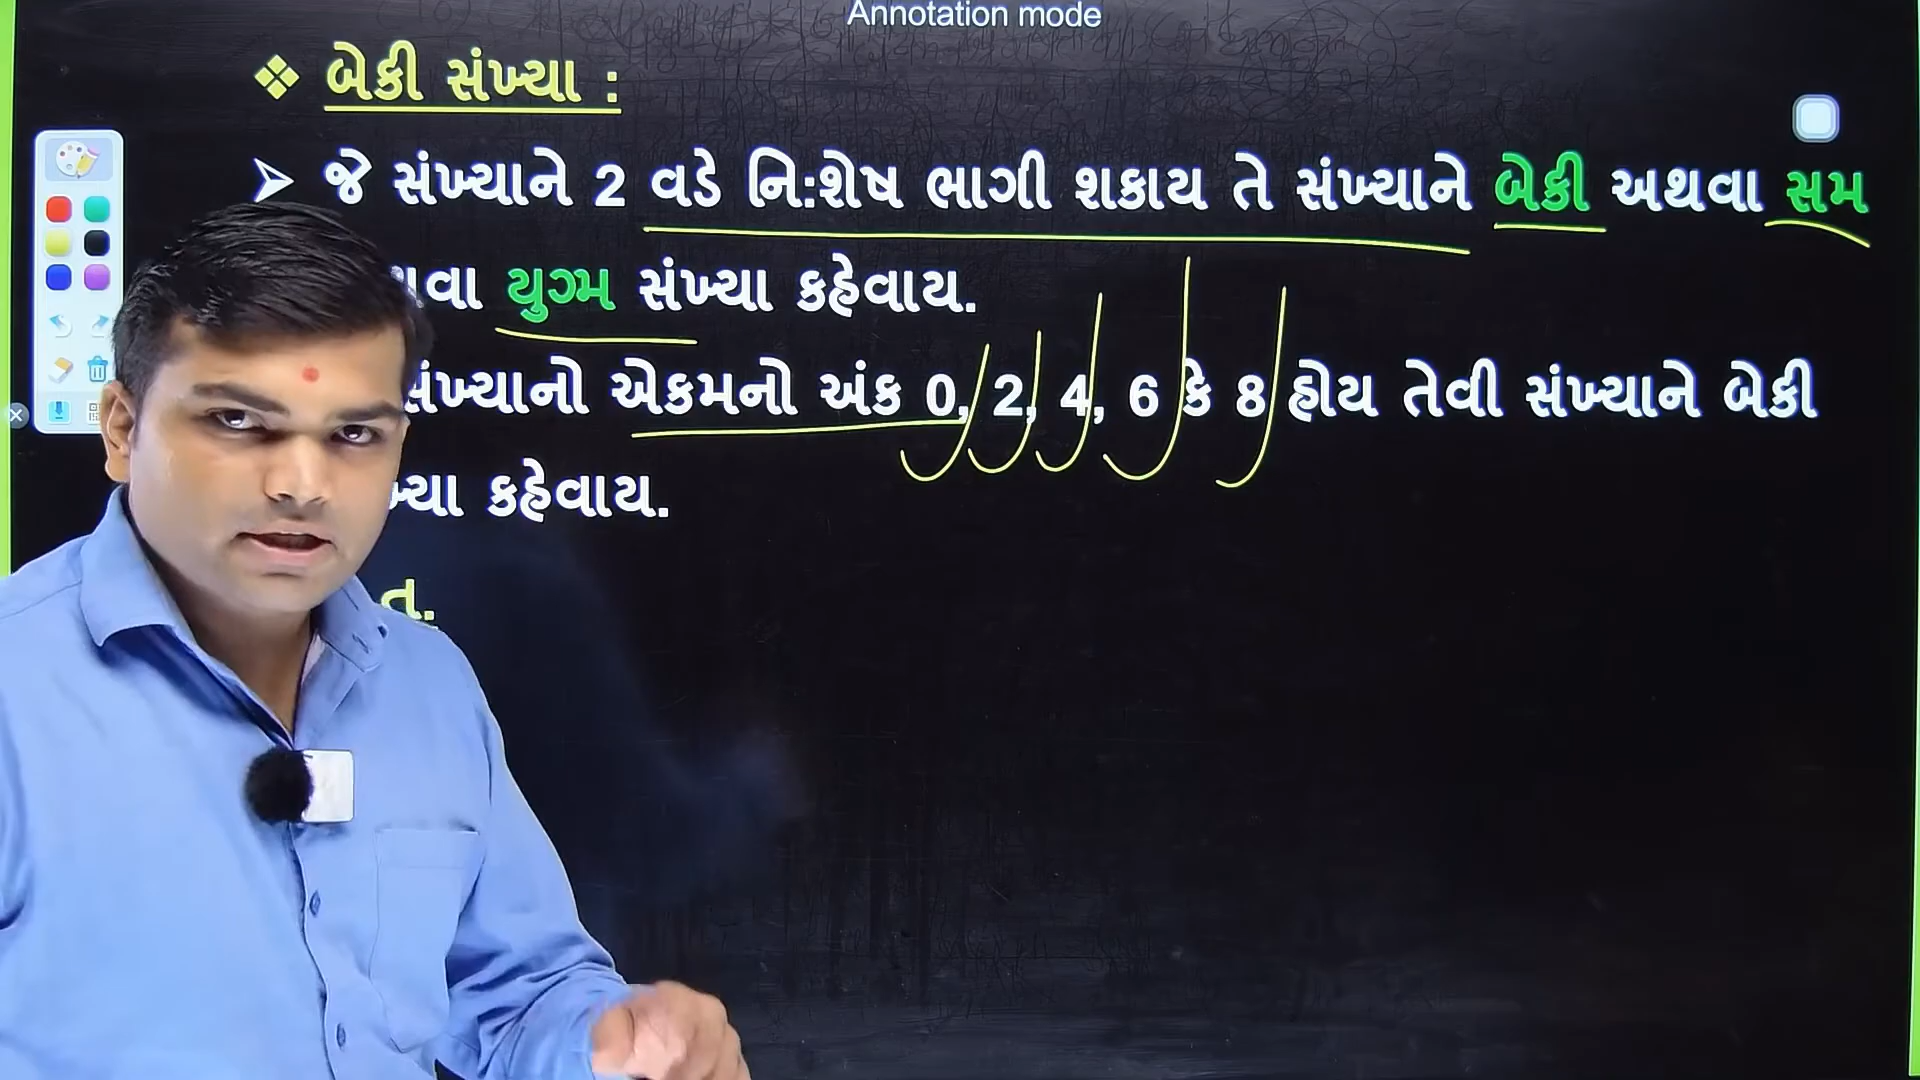 Annotation mode
❖ બેકી સંખ્યા :
➢ જે સંખ્યાને 2 વડે નિ:શેષ ભાગી શકાય તે સંખ્યાને બેકી અથવા સમ
યુગ્મ સંખ્યા કહેવાય.
સંખ્યાનો એકમનો અંક 0, 2, 4, 6 કે 8 હોય તેવી સંખ્યાને બેકી
કહેવાય.